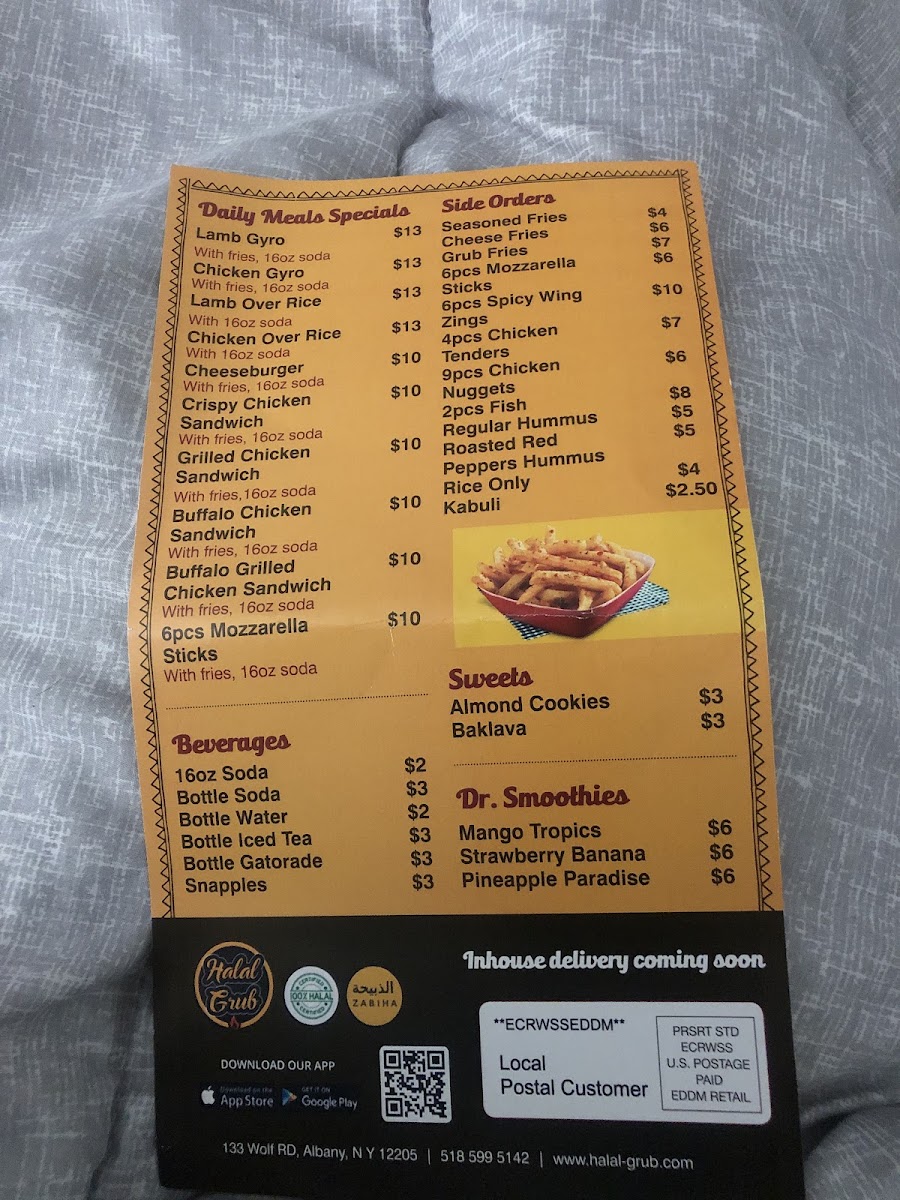 Daily Meals Specials
Lamb Gyro $13
With fries, 16oz soda
Chicken Gyro $13
With fries, 16oz soda
Lamb Over Rice $13
With 16oz soda
Chicken Over Rice $13
With 16oz soda
Cheeseburger $10
With fries, 16oz soda
Crispy Chicken $10
Sandwich
With fries, 16oz soda
Grilled Chicken $10
Sandwich
With fries,16oz soda
Buffalo Chicken $10
Sandwich
With fries, 16oz soda
Buffalo Grilled $10
Chicken Sandwich
With fries, 16oz soda
6pcs Mozzarella $10
Sticks
With fries, 16oz soda
Beverages
16oz Soda $2
Bottle Soda $3
Bottle Water $2
Bottle Iced Tea $3
Bottle Gatorade $3
Snapples $3
Side Orders
Seasoned Fries $4
Cheese Fries $6
Grub Fries $7
6pcs Mozzarella $6
Sticks
6pcs Spicy Wing $10
Zings
4pcs Chicken $7
Tenders
9pcs Chicken $6
Nuggets
2pcs Fish $8
Regular Hummus $5
Roasted Red $5
Peppers Hummus
Rice Only $4
Kabuli $2.50
Sweets
Almond Cookies $3
Baklava $3
Dr. Smoothies
Mango Tropics $6
Strawberry Banana $6
Pineapple Paradise $6
Halal
Grub
CERTIFIED
100% HALAL
CERTIFIED
الذبيحة
ZABIHA
Inhouse delivery coming soon
DOWNLOAD OUR APP
Download on the
App Store
GET IT ON
Google Play
**ECRWSSEDDM**
Local
Postal Customer
PRSRT STD
ECRWSS
U.S. POSTAGE
PAID
EDDM RETAIL
133 Wolf RD, Albany, N Y 12205 | 518 599 5142 | www.halal-grub.com